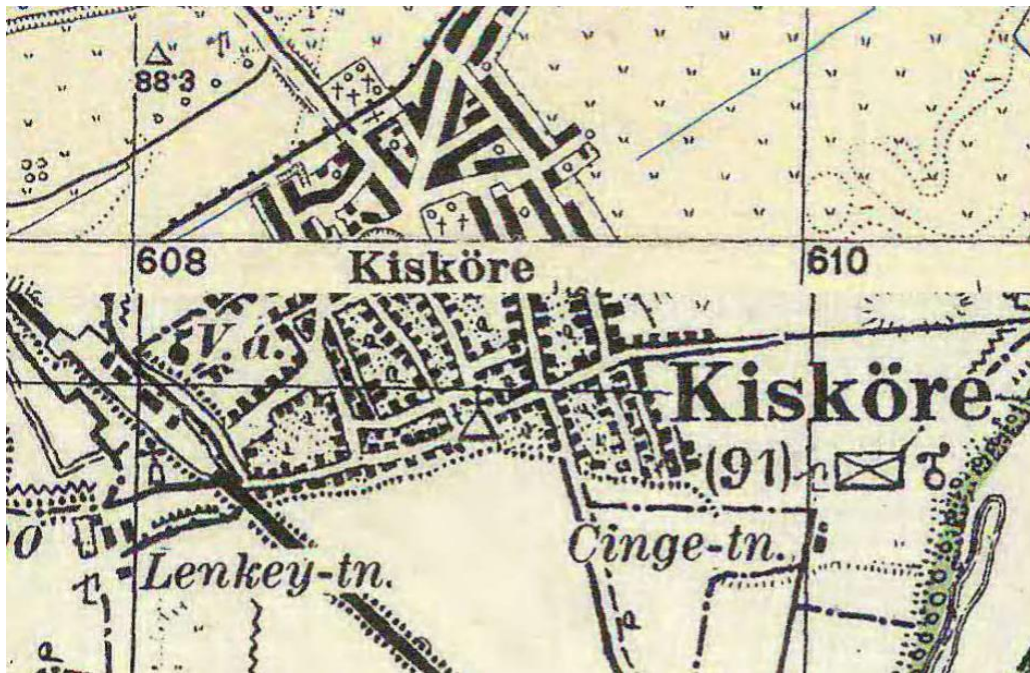 88·3
608
Kisköre
610
V. a.
Kisköre
(91)
Cinge-tn.
Lenkey-tn.
P
P